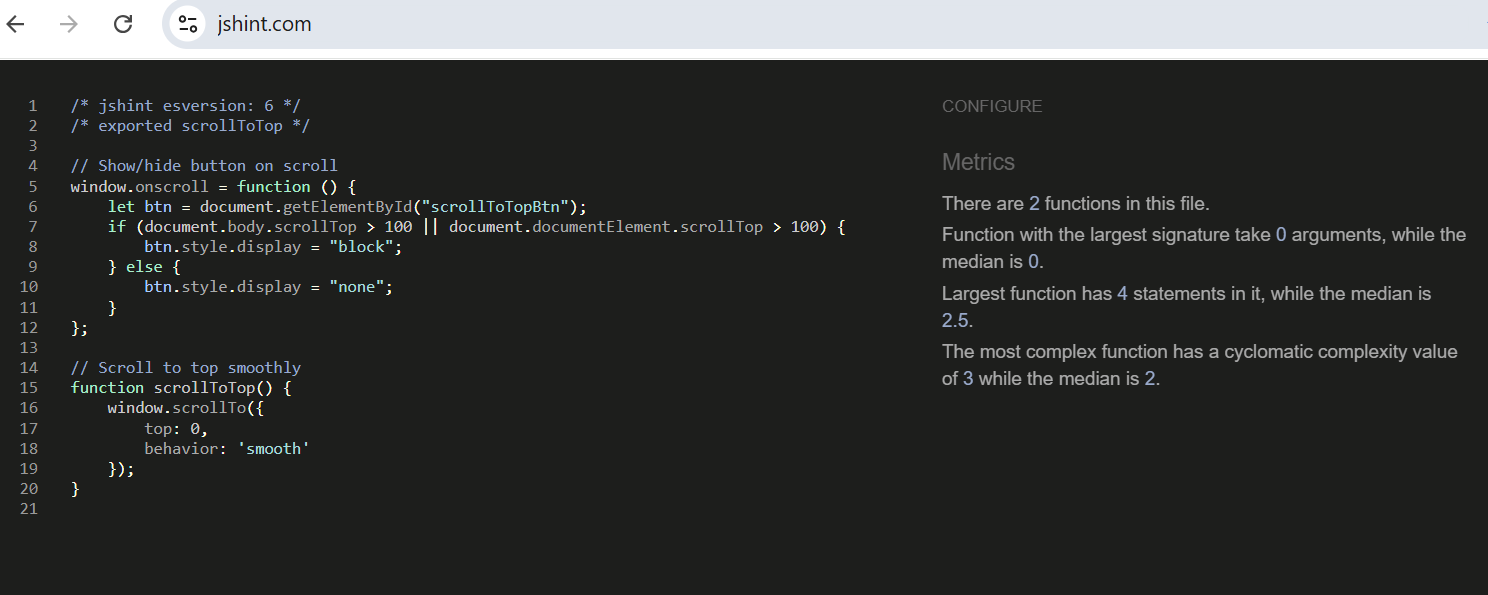 jshint.com
1 /* jshint esversion: 6 */
2 /* exported scrollToTop */
3
4 // Show/hide button on scroll
5 window.onscroll = function () {
6     let btn = document.getElementById("scrollToTopBtn");
7     if (document.body.scrollTop > 100 || document.documentElement.scrollTop > 100) {
8         btn.style.display = "block";
9     } else {
10         btn.style.display = "none";
11     }
12 };
13
14 // Scroll to top smoothly
15 function scrollToTop() {
16     window.scrollTo({
17         top: 0,
18         behavior: 'smooth'
19     });
20 }
21
CONFIGURE
Metrics
There are 2 functions in this file.
Function with the largest signature take 0 arguments, while the
median is 0.
Largest function has 4 statements in it, while the median is
2.5.
The most complex function has a cyclomatic complexity value
of 3 while the median is 2.